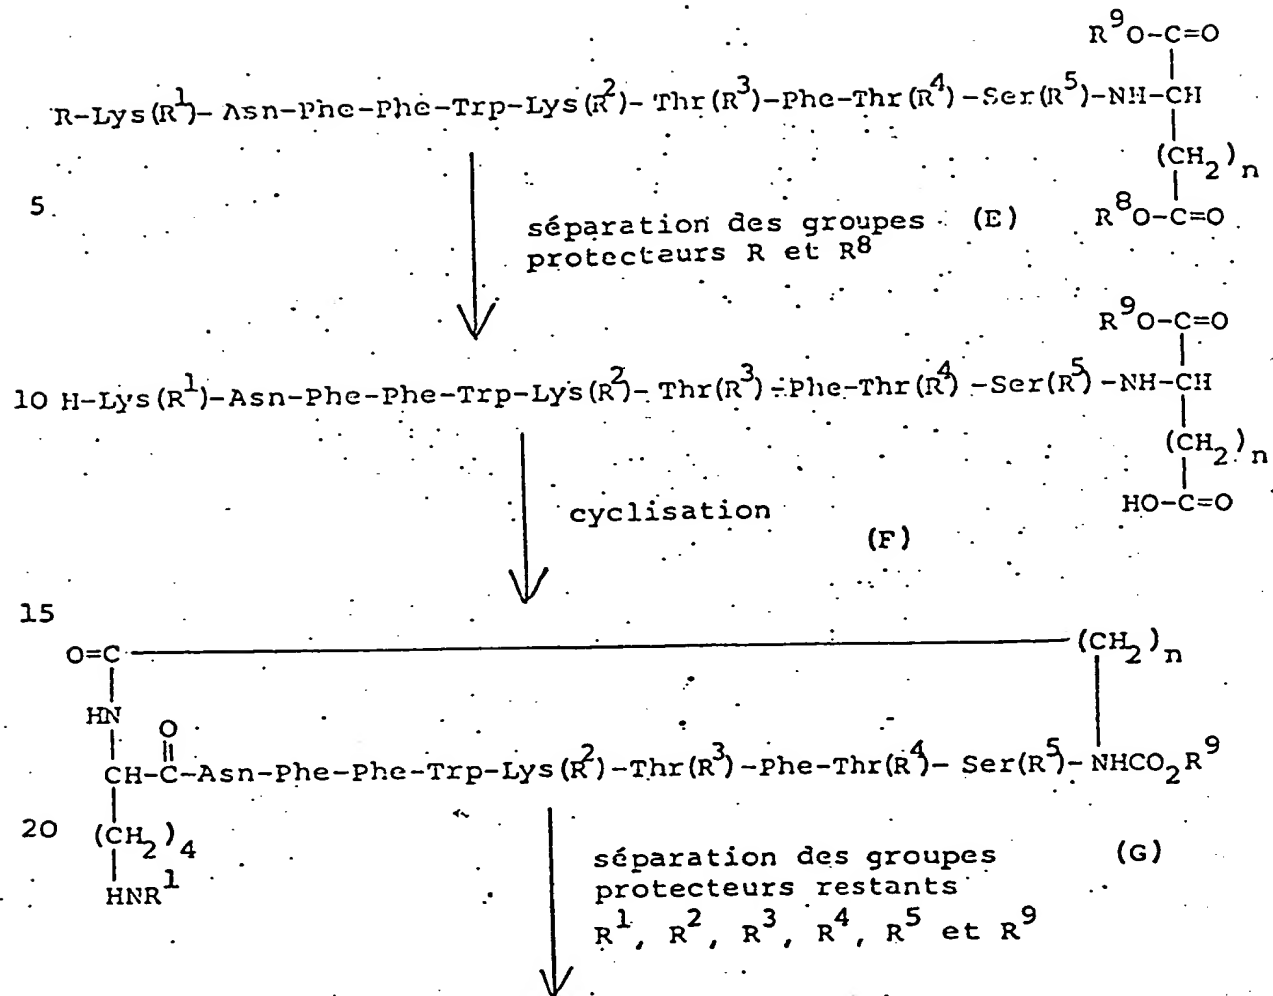 R⁹O-C=O
R-Lys(R¹)-Asn-Phe-Phe-Trp-Lys(R²)-Thr(R³)-Phe-Thr(R⁴)-Ser(R⁵)-NH-CH
(CH₂)n
5
R⁸O-C=O
séparation des groupes (E)
protecteurs R et R⁸
R⁹O-C=O
10 H-Lys(R¹)-Asn-Phe-Phe-Trp-Lys(R²)-Thr(R³)-Phe-Thr(R⁴)-Ser(R⁵)-NH-CH
(CH₂)n
HO-C=O
cyclisation
(F)
15
O=C (CH₂)n
HN O
CH-C-Asn-Phe-Phe-Trp-Lys(R²)-Thr(R³)-Phe-Thr(R⁴)-Ser(R⁵)-NHCO₂R⁹
20 (CH₂)₄
HNR¹
séparation des groupes (G)
protecteurs restants
R¹, R², R³, R⁴, R⁵ et R⁹